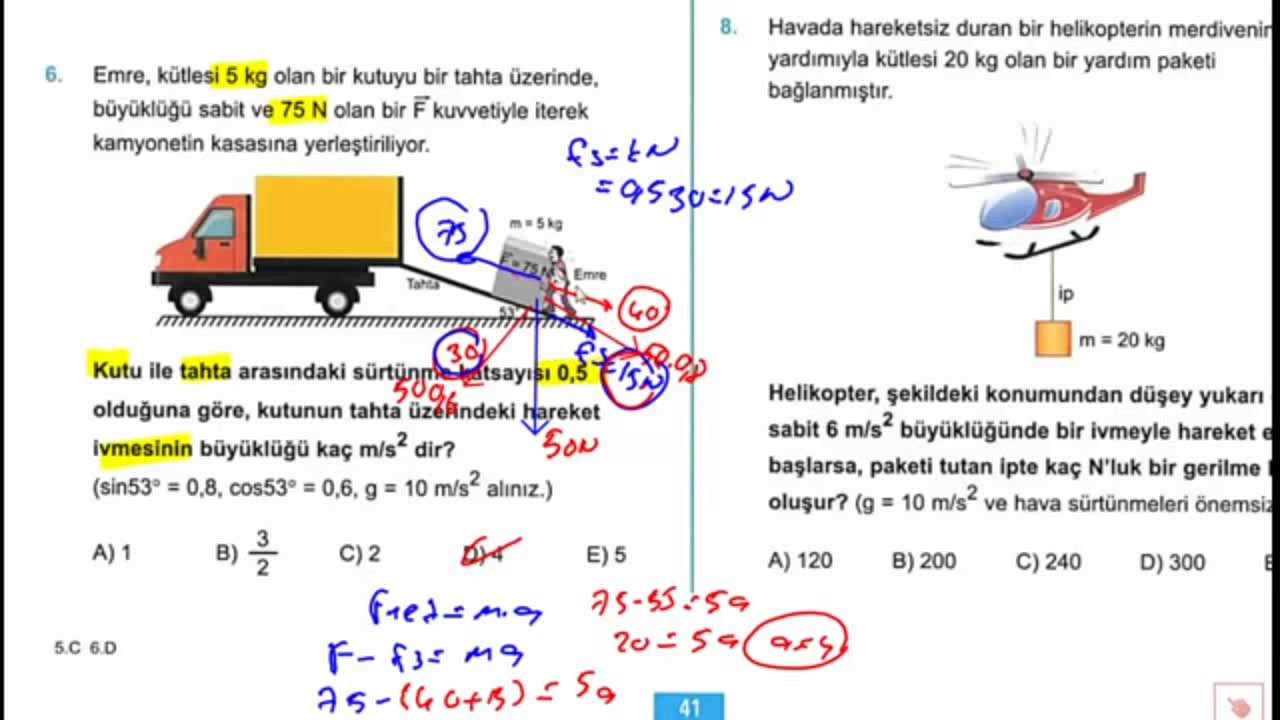 6. Emre, kütlesi 5 kg olan bir kutuyu bir tahta üzerinde,
büyüklüğü sabit ve 75 N olan bir F kuvvetiyle iterek
kamyonetin kasasına yerleştiriliyor.
fs=kN
=0,5 30=15N
75
m = 5 kg
F = 75 N
Emre
Tahta
53°
40
30
fs=15N
50N
Kutu ile tahta arasındaki sürtünme katsayısı 0,5
olduğuna göre, kutunun tahta üzerindeki hareket
ivmesinin büyüklüğü kaç m/s² dir?
(sin53° = 0,8, cos53° = 0,6, g = 10 m/s² alınız.)
A) 1 B) 3/2 C) 2 D) 4 E) 5
Fnet=m.a
F-fs=ma
75-(40+15)=5a
75-55=5a
20=5a a=4
5.C 6.D
41
8. Havada hareketsiz duran bir helikopterin merdivenin
yardımıyla kütlesi 20 kg olan bir yardım paketi
bağlanmıştır.
ip
m = 20 kg
Helikopter, şekildeki konumundan düşey yukarı
sabit 6 m/s² büyüklüğünde bir ivmeyle hareket e
başlarsa, paketi tutan ipte kaç N'luk bir gerilme
oluşur? (g = 10 m/s² ve hava sürtünmeleri önemsiz
A) 120 B) 200 C) 240 D) 300